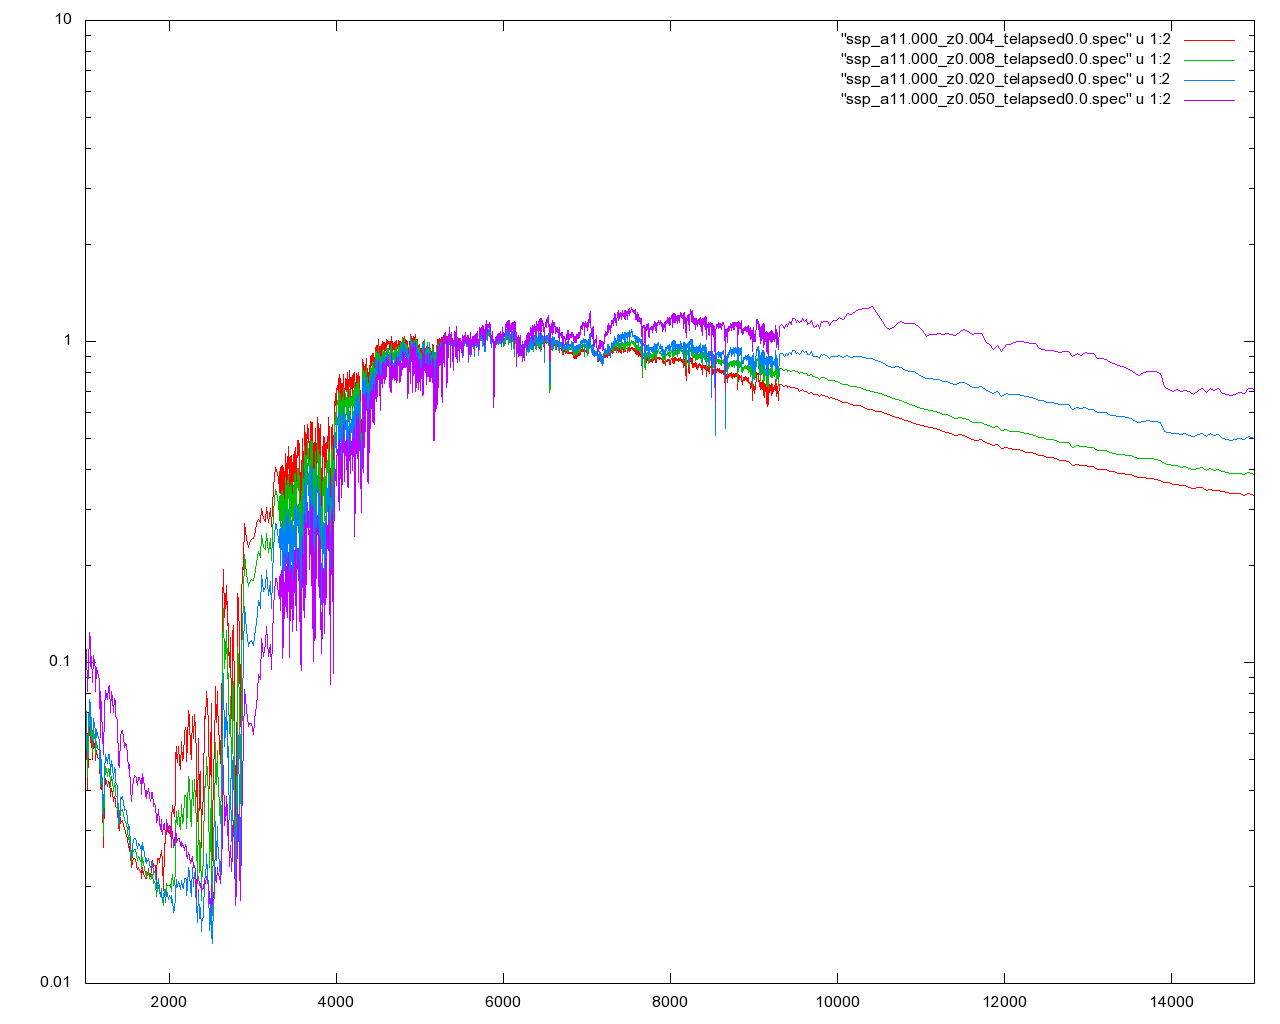 10
"ssp_a11.000_z0.004_telapsed0.0.spec" u 1:2
"ssp_a11.000_z0.008_telapsed0.0.spec" u 1:2
"ssp_a11.000_z0.020_telapsed0.0.spec" u 1:2
"ssp_a11.000_z0.050_telapsed0.0.spec" u 1:2
1
0.1
0.01
2000 4000 6000 8000 10000 12000 14000